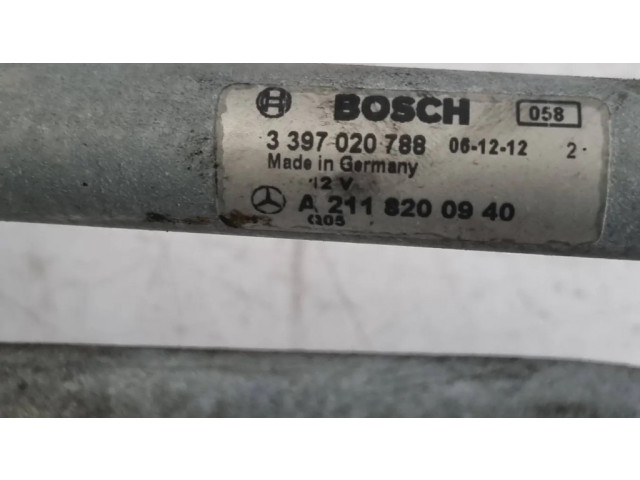 BOSCH 058
3 397 020 788 06-12-12 2
Made in Germany
12 V
A 211 820 09 40
Q05